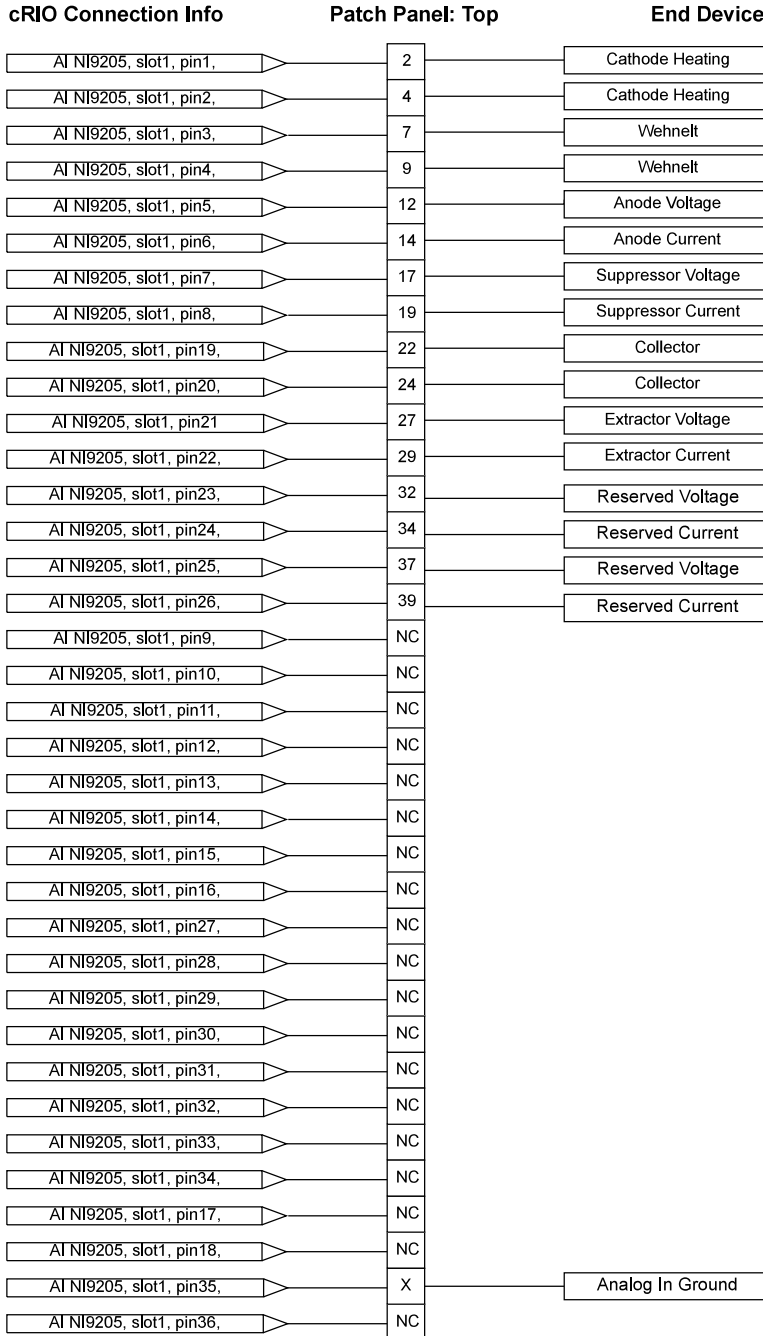 cRIO Connection Info Patch Panel: Top End Device
AI NI9205, slot1, pin1, 2 Cathode Heating
AI NI9205, slot1, pin2, 4 Cathode Heating
AI NI9205, slot1, pin3, 7 Wehnelt
AI NI9205, slot1, pin4, 9 Wehnelt
AI NI9205, slot1, pin5, 12 Anode Voltage
AI NI9205, slot1, pin6, 14 Anode Current
AI NI9205, slot1, pin7, 17 Suppressor Voltage
AI NI9205, slot1, pin8, 19 Suppressor Current
AI NI9205, slot1, pin19, 22 Collector
AI NI9205, slot1, pin20, 24 Collector
AI NI9205, slot1, pin21 27 Extractor Voltage
AI NI9205, slot1, pin22, 29 Extractor Current
AI NI9205, slot1, pin23, 32 Reserved Voltage
AI NI9205, slot1, pin24, 34 Reserved Current
AI NI9205, slot1, pin25, 37 Reserved Voltage
AI NI9205, slot1, pin26, 39 Reserved Current
AI NI9205, slot1, pin9, NC
AI NI9205, slot1, pin10, NC
AI NI9205, slot1, pin11, NC
AI NI9205, slot1, pin12, NC
AI NI9205, slot1, pin13, NC
AI NI9205, slot1, pin14, NC
AI NI9205, slot1, pin15, NC
AI NI9205, slot1, pin16, NC
AI NI9205, slot1, pin27, NC
AI NI9205, slot1, pin28, NC
AI NI9205, slot1, pin29, NC
AI NI9205, slot1, pin30, NC
AI NI9205, slot1, pin31, NC
AI NI9205, slot1, pin32, NC
AI NI9205, slot1, pin33, NC
AI NI9205, slot1, pin34, NC
AI NI9205, slot1, pin17, NC
AI NI9205, slot1, pin18, NC
AI NI9205, slot1, pin35, X Analog In Ground
AI NI9205, slot1, pin36, NC